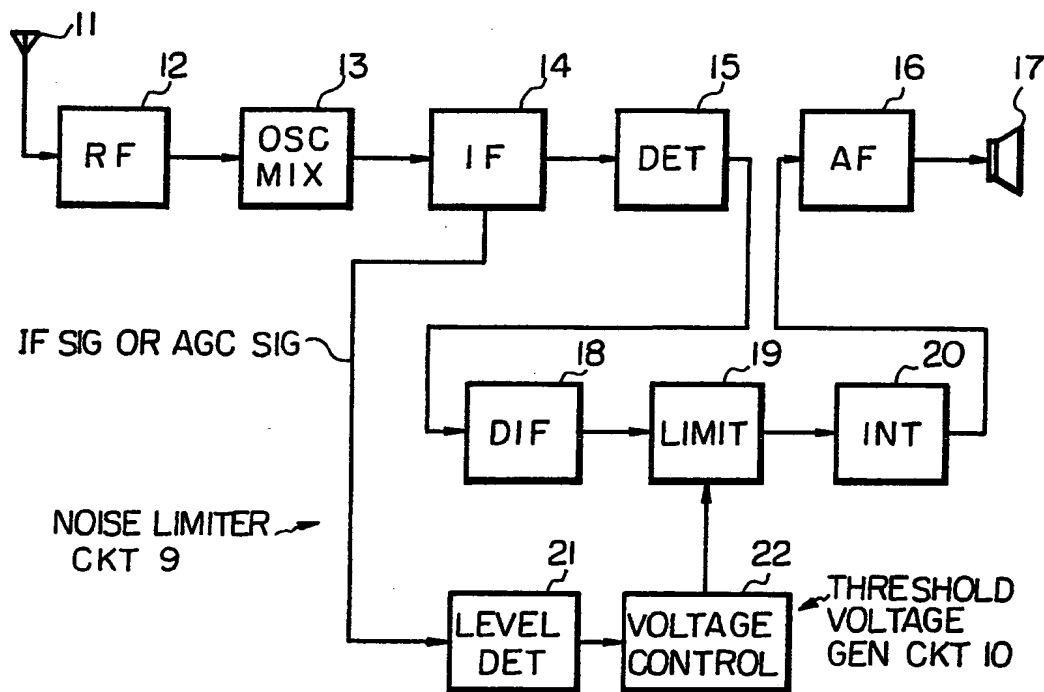 11
12
13
14
15
16
17
RF
OSC
MIX
IF
DET
AF
IF SIG OR AGC SIG
18
19
20
DIF
LIMIT
INT
NOISE LIMITER
CKT 9
21
22
LEVEL
DET
VOLTAGE
CONTROL
THRESHOLD
VOLTAGE
GEN CKT 10